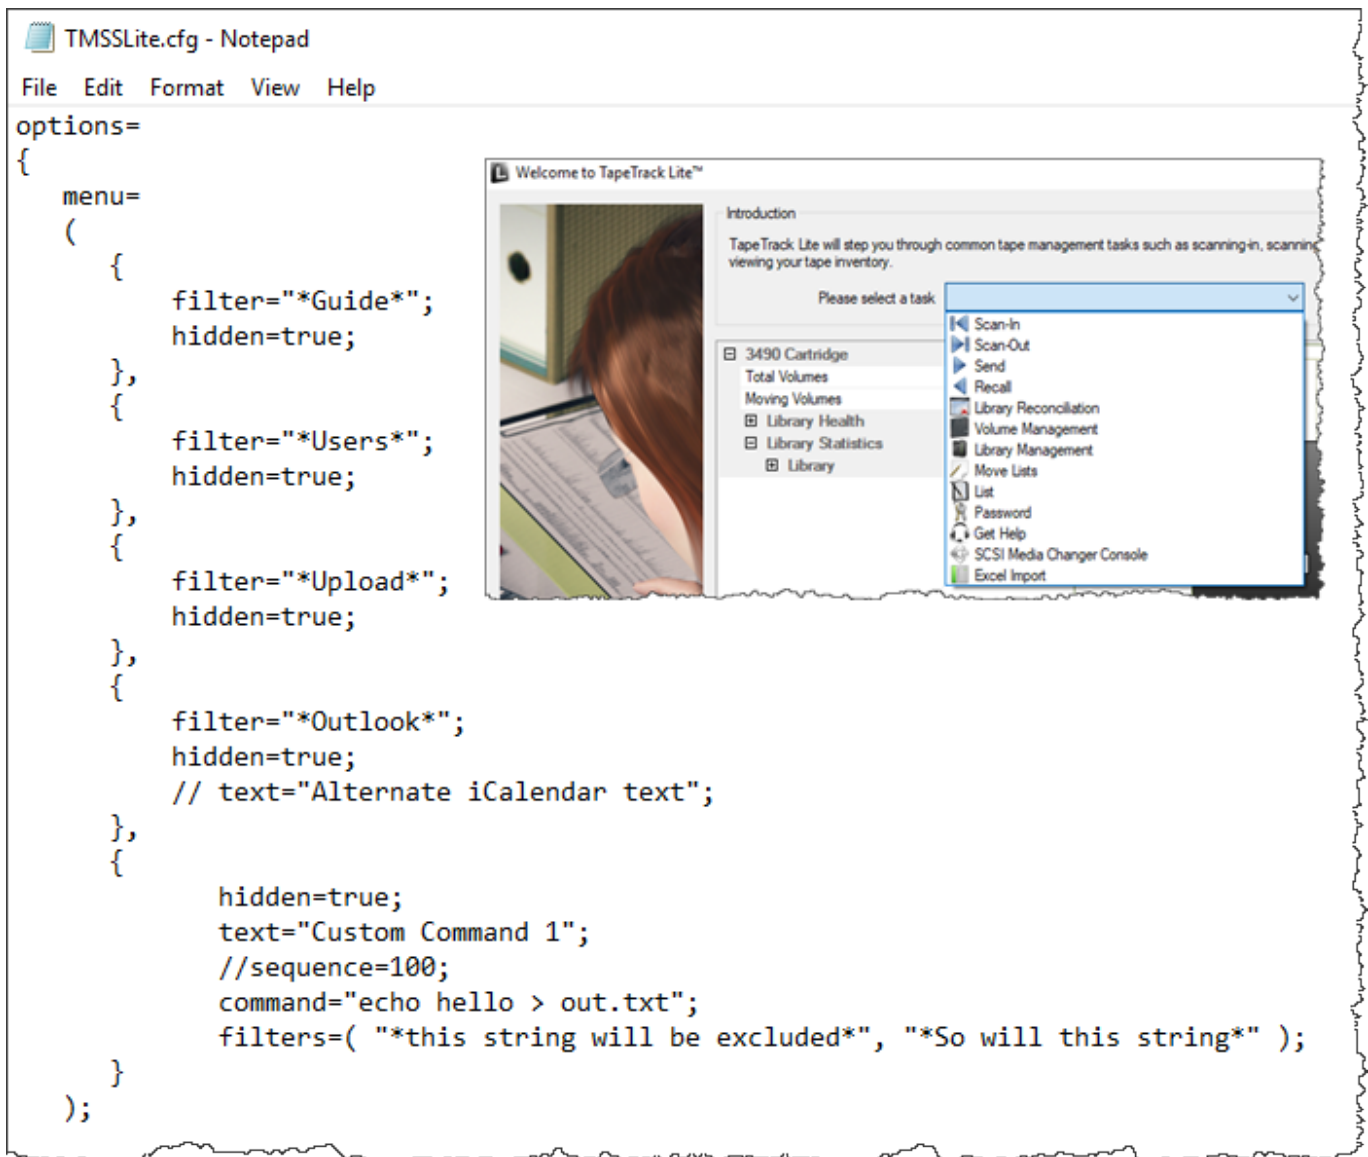 TMSSLite.cfg - Notepad
File Edit Format View Help
options=
{
menu=
(
{
filter="*Guide*";
hidden=true;
},
{
filter="*Users*";
hidden=true;
},
{
filter="*Upload*";
hidden=true;
},
{
filter="*Outlook*";
hidden=true;
// text="Alternate iCalendar text";
},
{
hidden=true;
text="Custom Command 1";
//sequence=100;
command="echo hello > out.txt";
filters=( "*this string will be excluded*", "*So will this string*" );
}
);
Welcome to TapeTrack Lite™
Introduction
TapeTrack Lite will step you through common tape management tasks such as scanning-in, scanning
viewing your tape inventory.
Please select a task
Scan-In
Scan-Out
Send
Recall
Library Reconciliation
Volume Management
Library Management
Move Lists
List
Password
Get Help
SCSI Media Changer Console
Excel Import
3490 Cartridge
Total Volumes
Moving Volumes
Library Health
Library Statistics
Library